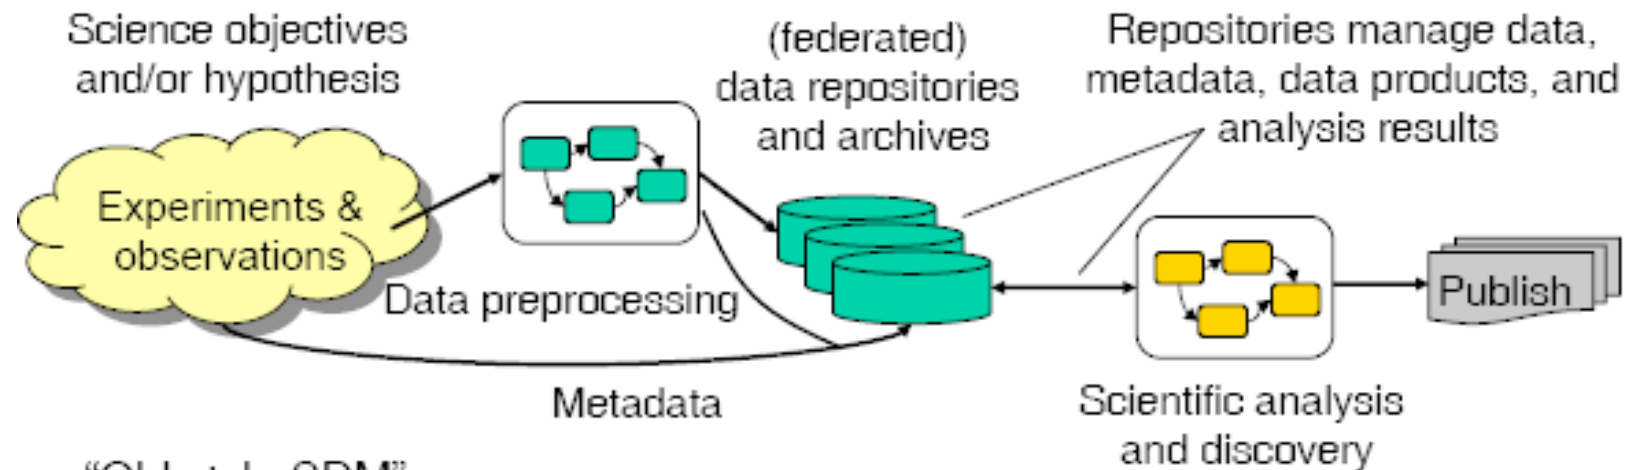 Science objectives
and/or hypothesis
(federated)
data repositories
and archives
Repositories manage data,
metadata, data products, and
analysis results
Experiments &
observations
Data preprocessing
Publish
Metadata
Scientific analysis
and discovery